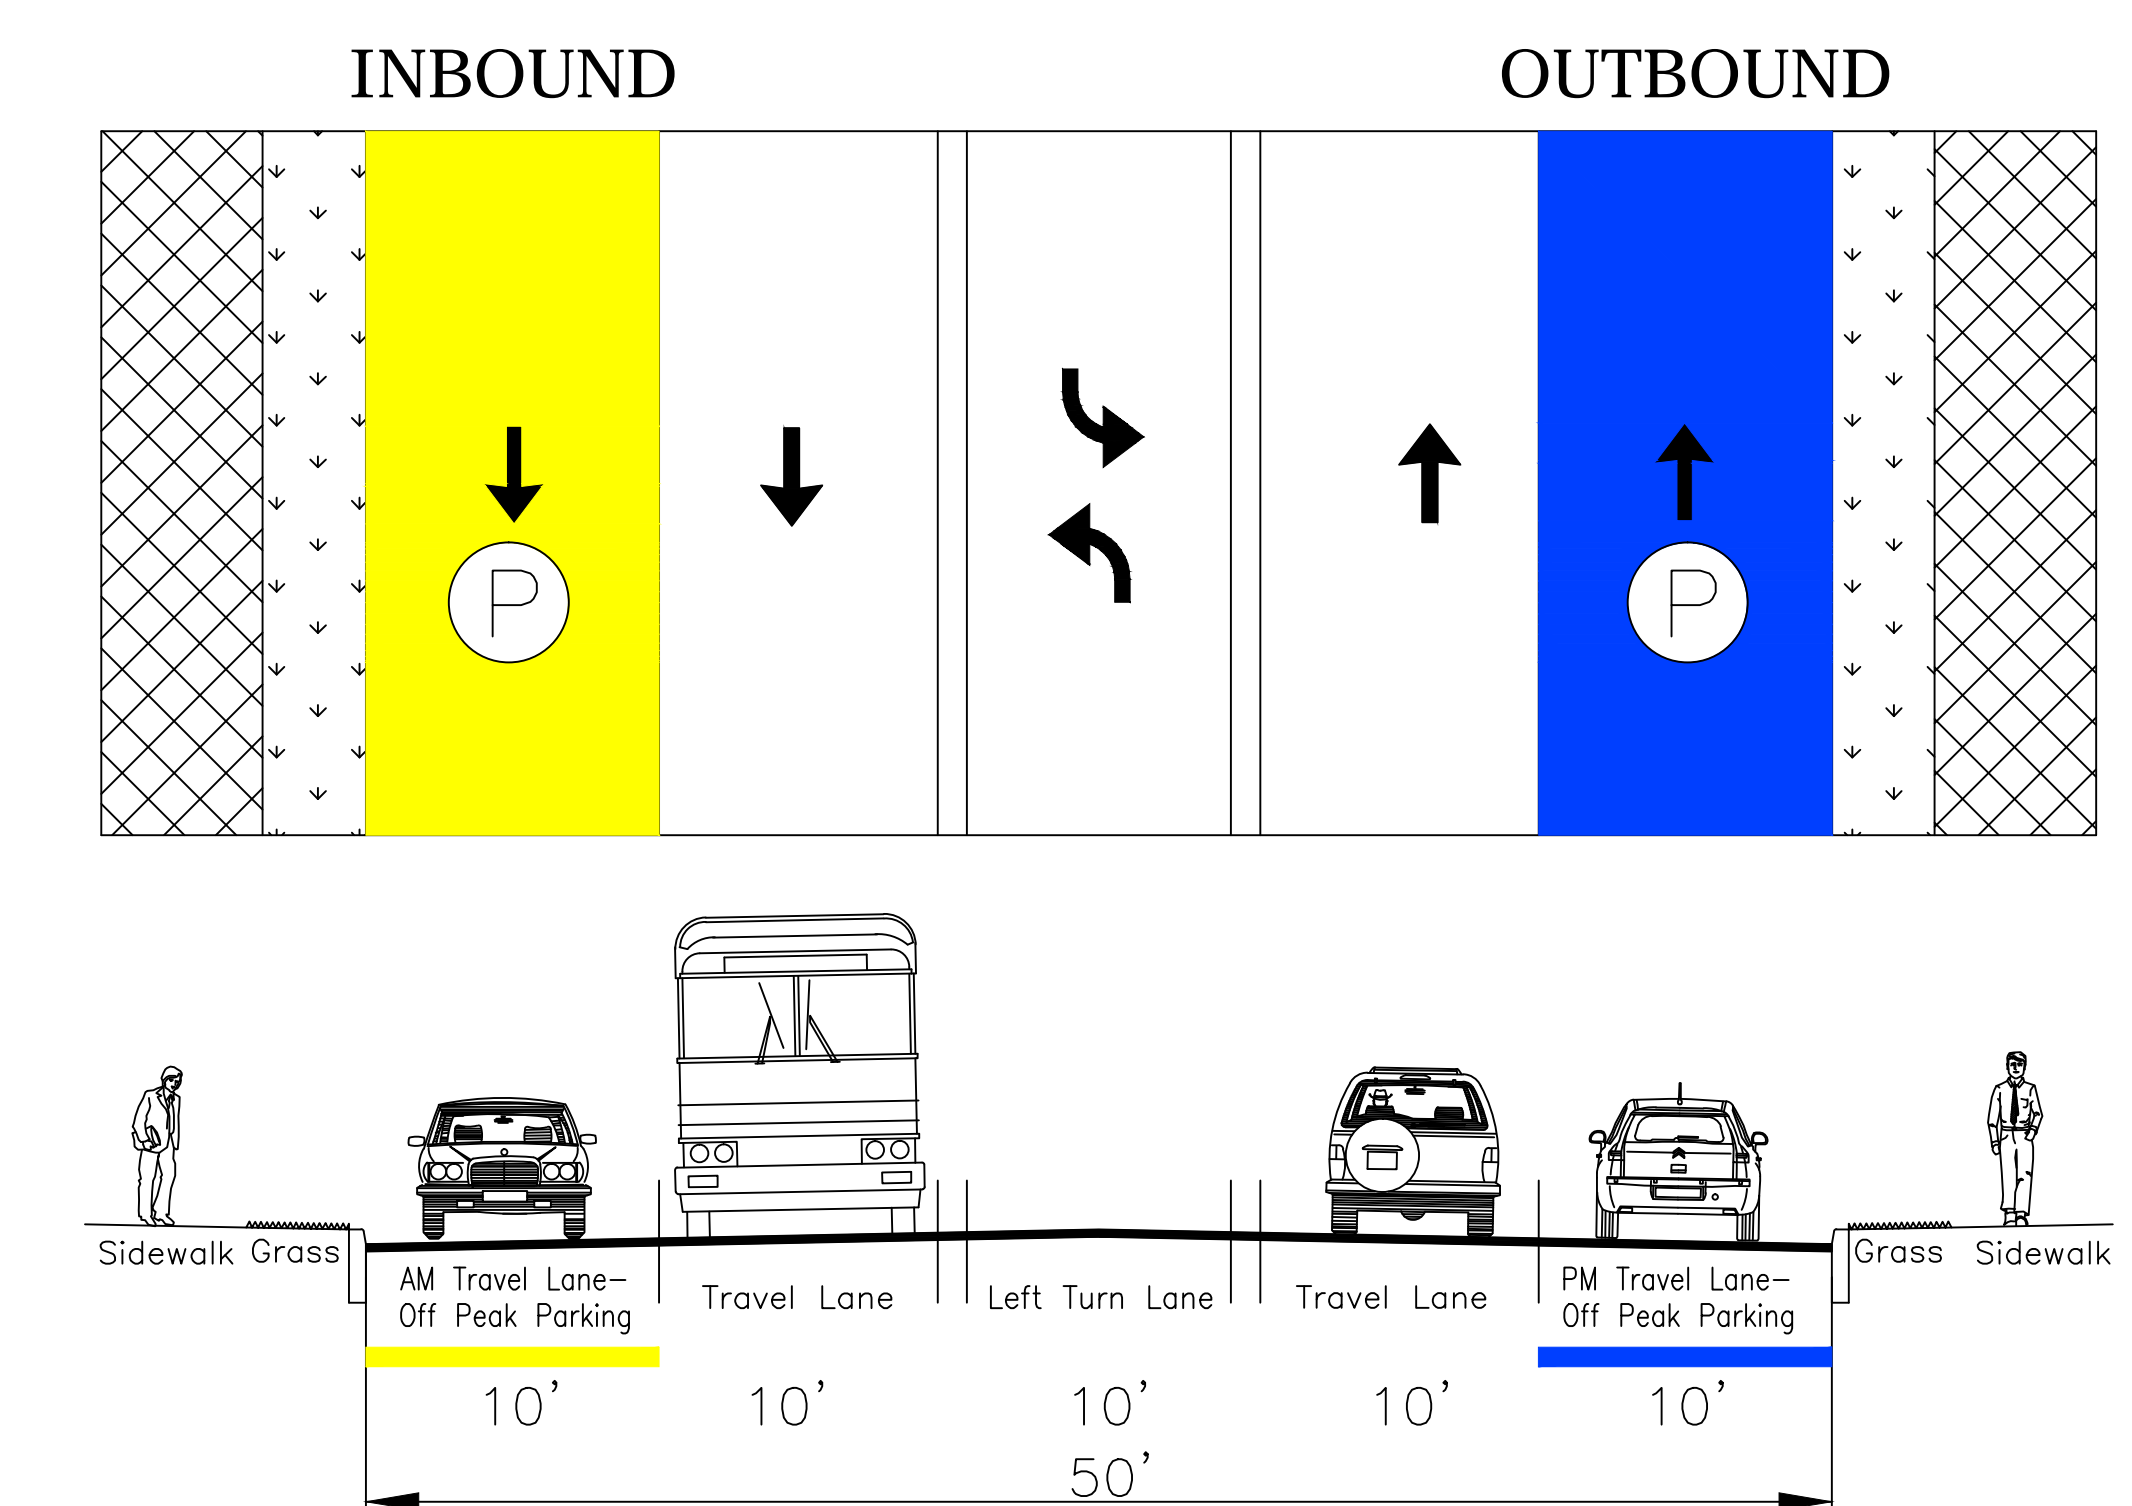 INBOUND
OUTBOUND
P
P
Sidewalk
Grass
AM Travel Lane-
Off Peak Parking
Travel Lane
Left Turn Lane
Travel Lane
PM Travel Lane-
Off Peak Parking
Grass
Sidewalk
10'
10'
10'
10'
10'
50'